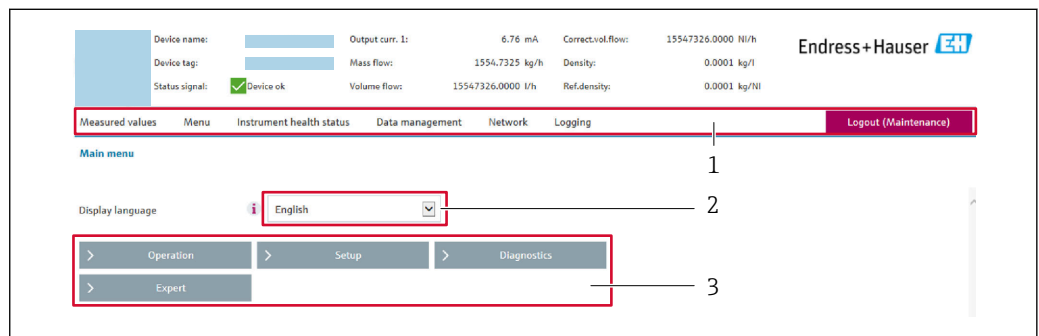 Device name: Output curr. 1: 6.76 mA Correct.vol.flow: 15547326.0000 Nl/h
Endress+Hauser EH
Device tag: Mass flow: 1554.7325 kg/h Density: 0.0001 kg/l
Status signal: Device ok Volume flow: 15547326.0000 l/h Ref.density: 0.0001 kg/Nl
Measured values Menu Instrument health status Data management Network Logging Logout (Maintenance)
1
Main menu
Display language i English
2
> Operation > Setup > Diagnostics
> Expert
3